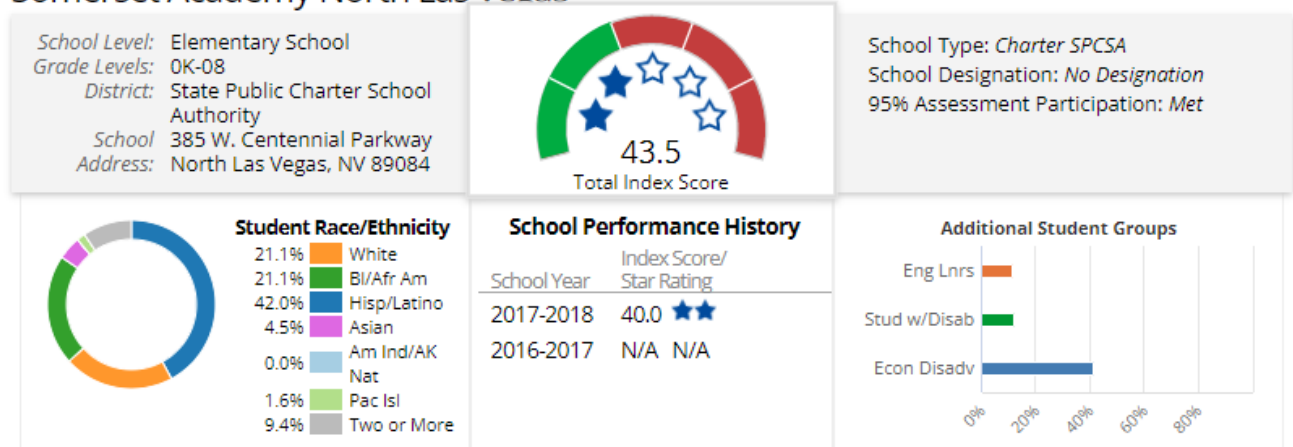 Somerset Academy North Las Vegas
School Level: Elementary School
Grade Levels: 0K-08
District: State Public Charter School
Authority
School 385 W. Centennial Parkway
Address: North Las Vegas, NV 89084
43.5
Total Index Score
School Type: Charter SPCSA
School Designation: No Designation
95% Assessment Participation: Met
Student Race/Ethnicity
21.1% White
21.1% Bl/Afr Am
42.0% Hisp/Latino
4.5% Asian
0.0% Am Ind/AK
Nat
1.6% Pac Isl
9.4% Two or More
School Performance History
Index Score/
School Year Star Rating
2017-2018 40.0
2016-2017 N/A N/A
Additional Student Groups
Eng Lnrs
Stud w/Disab
Econ Disadv
0% 20% 40% 60% 80%